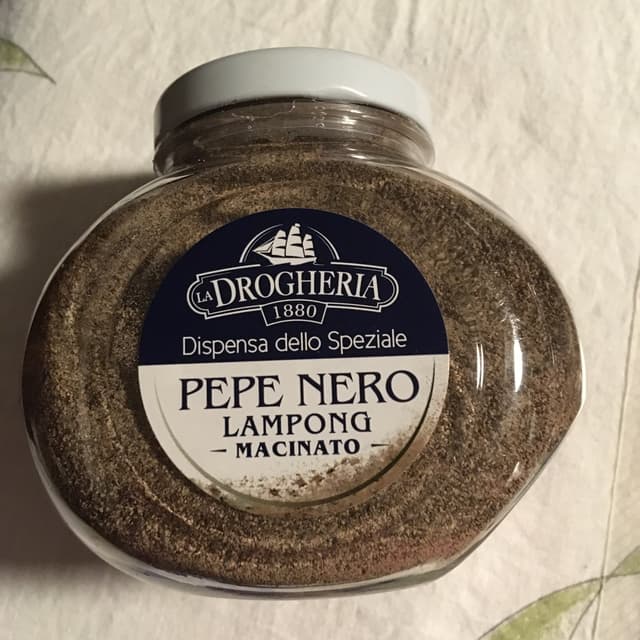 LA DROGHERIA
1880
Dispensa dello Speziale
PEPE NERO
LAMPONG
– MACINATO –